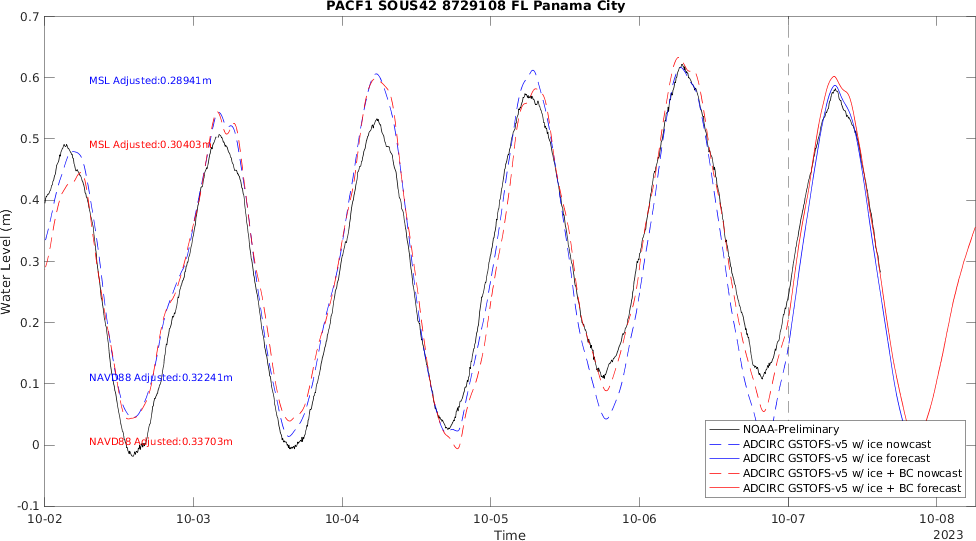 PACF1 SOUS42 8729108 FL Panama City
0.7
0.6
0.5
0.4
0.3
0.2
0.1
0
-0.1
Water Level (m)
MSL Adjusted:0.28941m
MSL Adjusted:0.30403m
NAVD88 Adjusted:0.32241m
NAVD88 Adjusted:0.33703m
NOAA-Preliminary
ADCIRC GSTOFS-v5 w/ ice nowcast
ADCIRC GSTOFS-v5 w/ ice forecast
ADCIRC GSTOFS-v5 w/ ice + BC nowcast
ADCIRC GSTOFS-v5 w/ ice + BC forecast
10-02 10-03 10-04 10-05 10-06 10-07 10-08
Time
2023